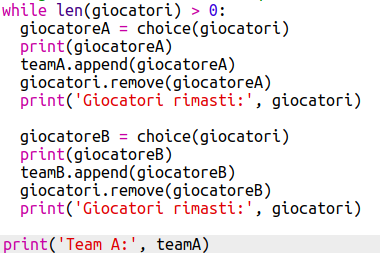 while len(giocatori) > 0:
  giocatoreA = choice(giocatori)
  print(giocatoreA)
  teamA.append(giocatoreA)
  giocatori.remove(giocatoreA)
  print('Giocatori rimasti:', giocatori)

  giocatoreB = choice(giocatori)
  print(giocatoreB)
  teamB.append(giocatoreB)
  giocatori.remove(giocatoreB)
  print('Giocatori rimasti:', giocatori)

print('Team A:', teamA)